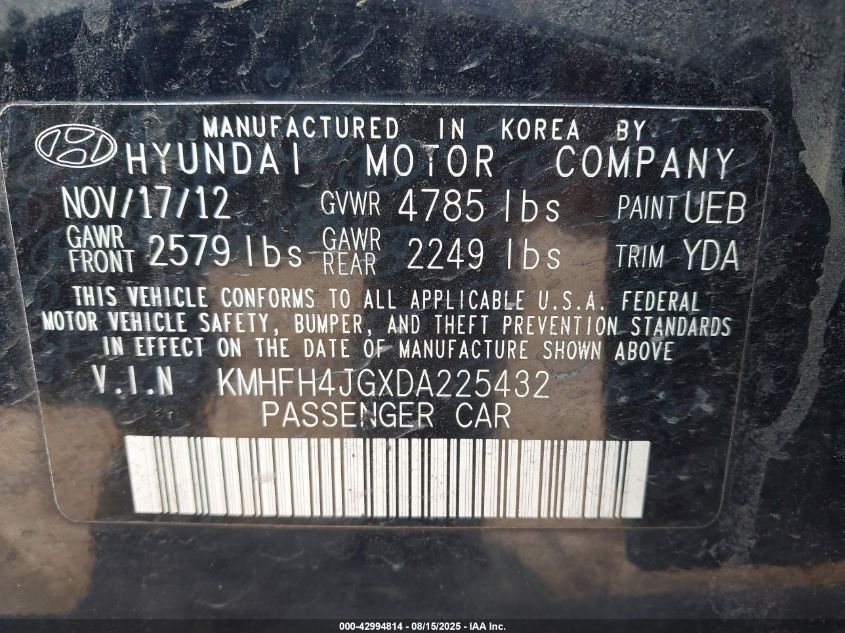 MANUFACTURED IN KOREA BY
HYUNDAI MOTOR COMPANY
NOV/17/12 GVWR 4785 lbs PAINT UEB
GAWR FRONT 2579 lbs GAWR REAR 2249 lbs TRIM YDA
THIS VEHICLE CONFORMS TO ALL APPLICABLE U.S.A. FEDERAL
MOTOR VEHICLE SAFETY, BUMPER, AND THEFT PREVENTION STANDARDS
IN EFFECT ON THE DATE OF MANUFACTURE SHOWN ABOVE
V.I.N KMHFH4JGXDA225432
PASSENGER CAR
000-42994814 - 08/15/2025 - IAA Inc.